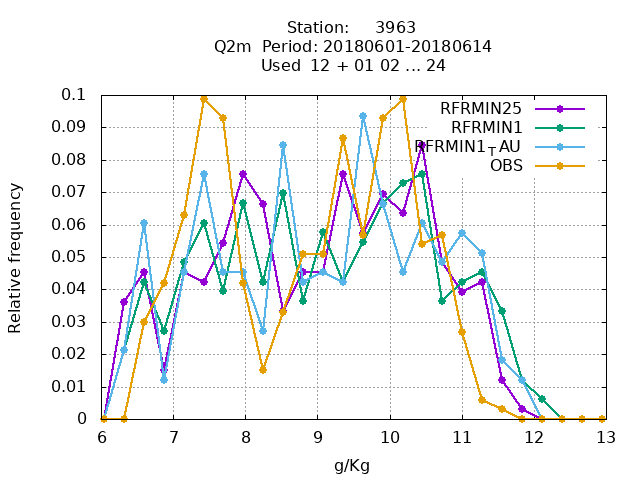 Station:     3963
Q2m  Period: 20180601-20180614
Used  12 + 01 02 ... 24
0.1
0.09
0.08
0.07
0.06
0.05
0.04
0.03
0.02
0.01
0
Relative frequency
RFRMIN25
RFRMIN1
RFRMIN1TAU
OBS
6 7 8 9 10 11 12 13
g/Kg